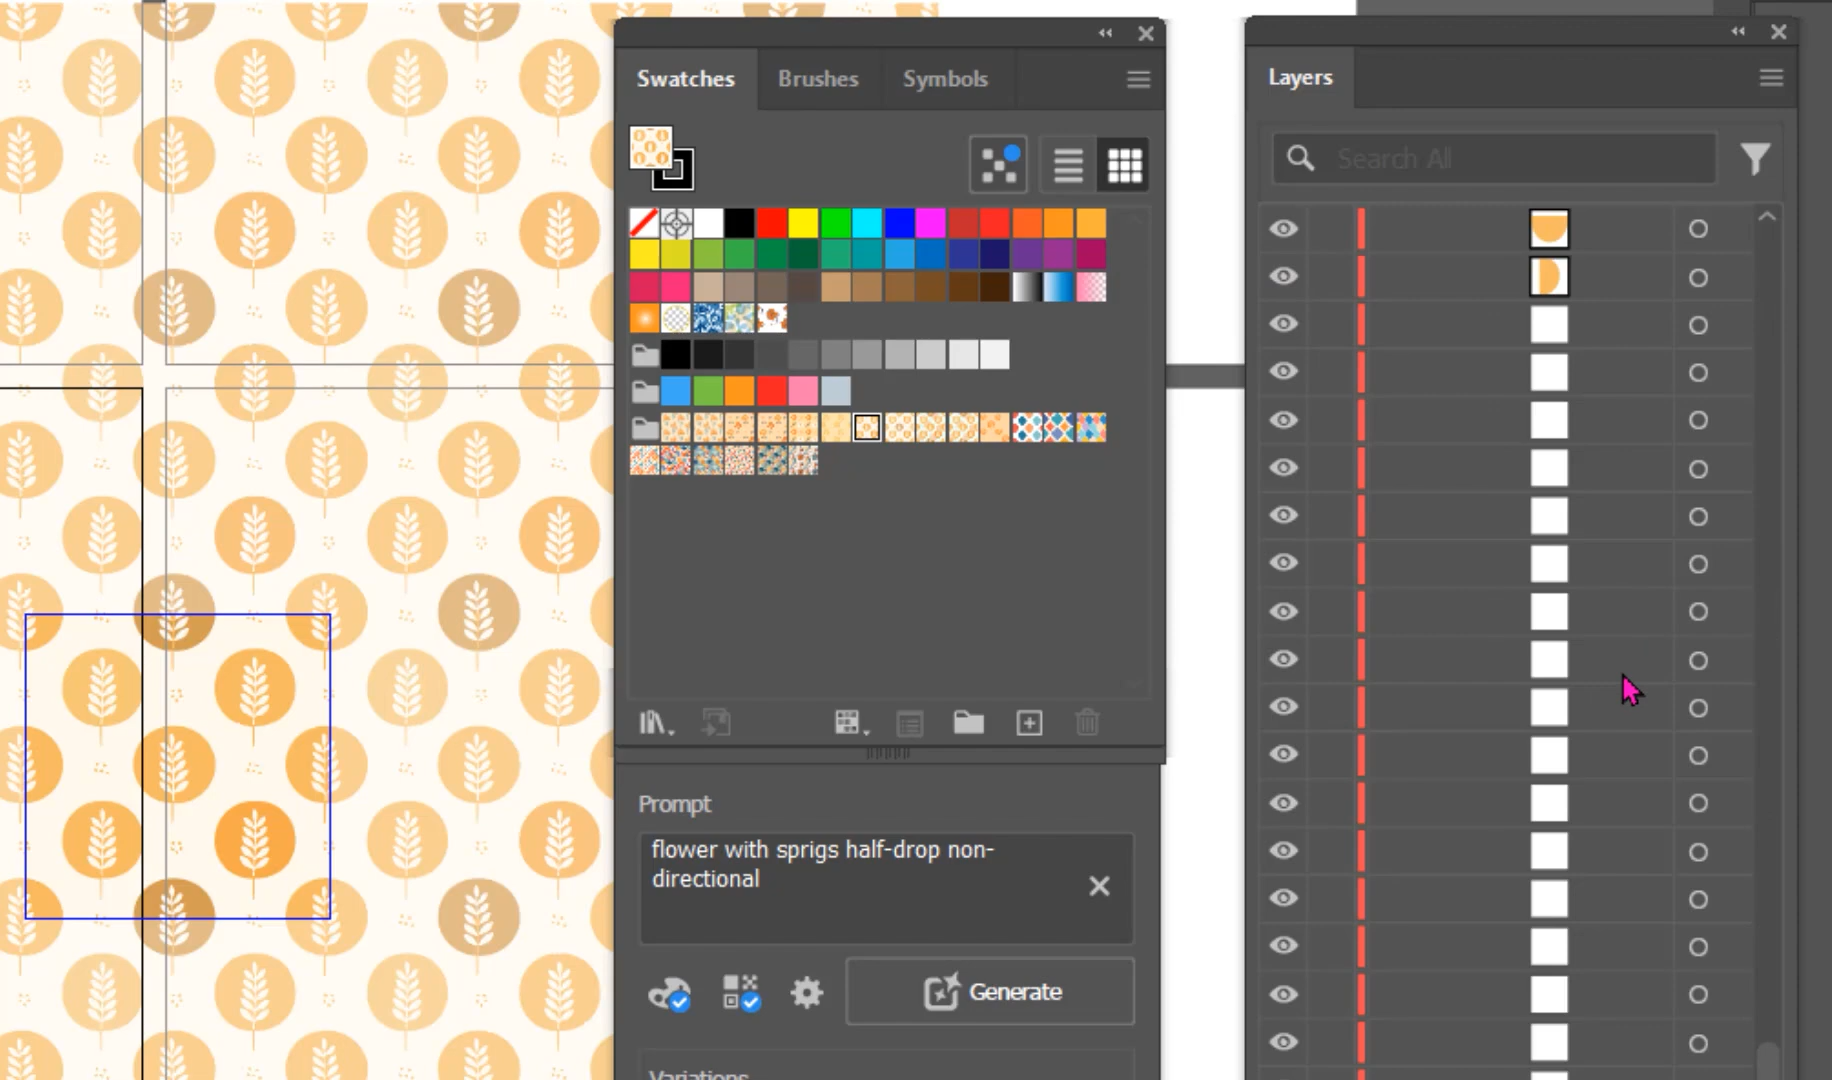 Swatches
Brushes
Symbols
Layers
Search All
Prompt
flower with sprigs half-drop non-
directional
Generate
Variations